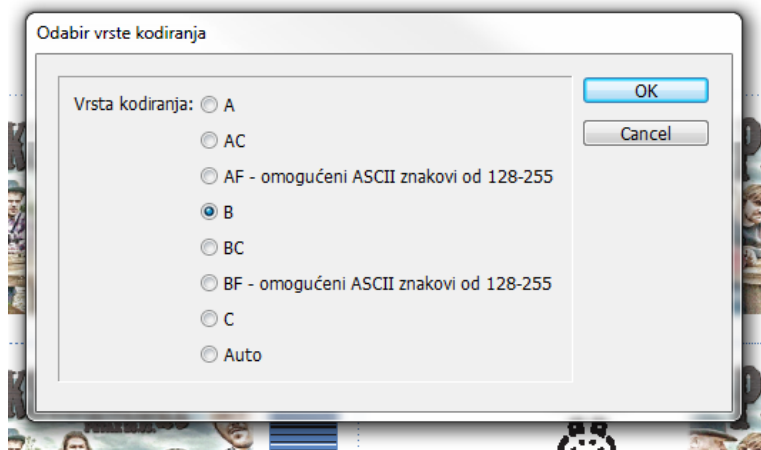 Odabir vrste kodiranja
Vrsta kodiranja: A
AC
AF - omogućeni ASCII znakovi od 128-255
B
BC
BF - omogućeni ASCII znakovi od 128-255
C
Auto
OK
Cancel